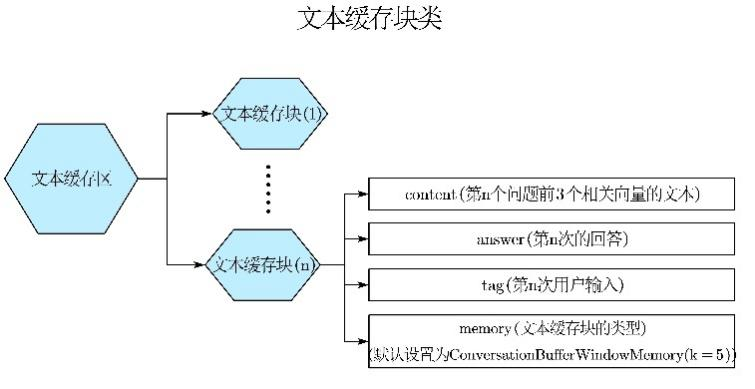 文本缓存块类
文本缓存区
文本缓存块(1)
文本缓存块(n)
content(第n个问题前3个相关向量的文本)
answer(第n次的回答)
tag(第n次用户输入)
memory(文本缓存块的类型)
(默认设置为ConversationBufferWindowMemory(k=5))